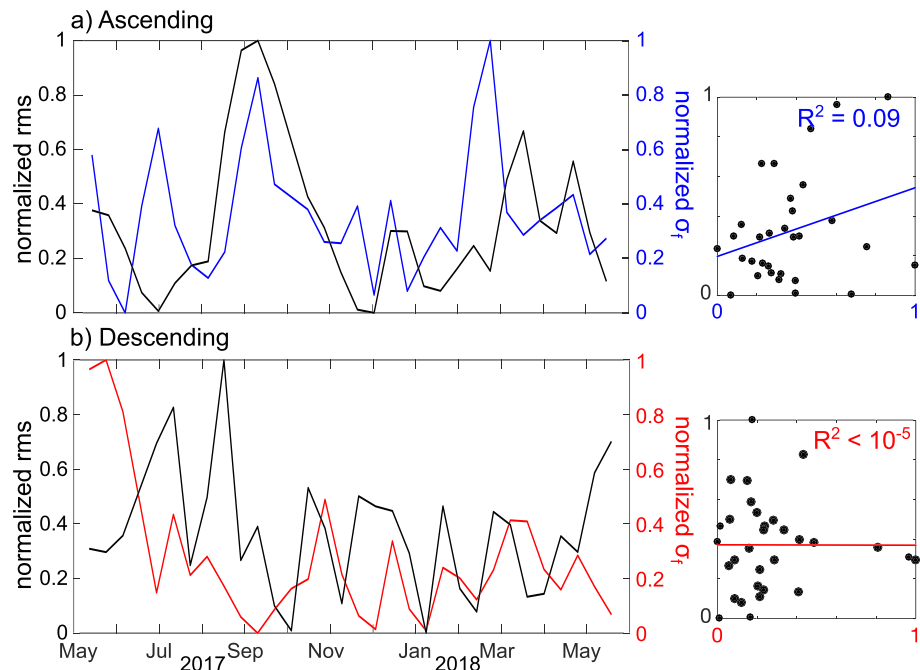 a) Ascending
normalized rms
1
0.8
0.6
0.4
0.2
0
1
0.8
0.6
0.4
0.2
0
normalized σf
1
0
0
1
R² = 0.09
b) Descending
normalized rms
1
0.8
0.6
0.4
0.2
0
1
0.8
0.6
0.4
0.2
0
normalized σf
May
Jul
Sep
Nov
Jan
Mar
May
2017
2018
1
0
0
1
R² < 10⁻⁵